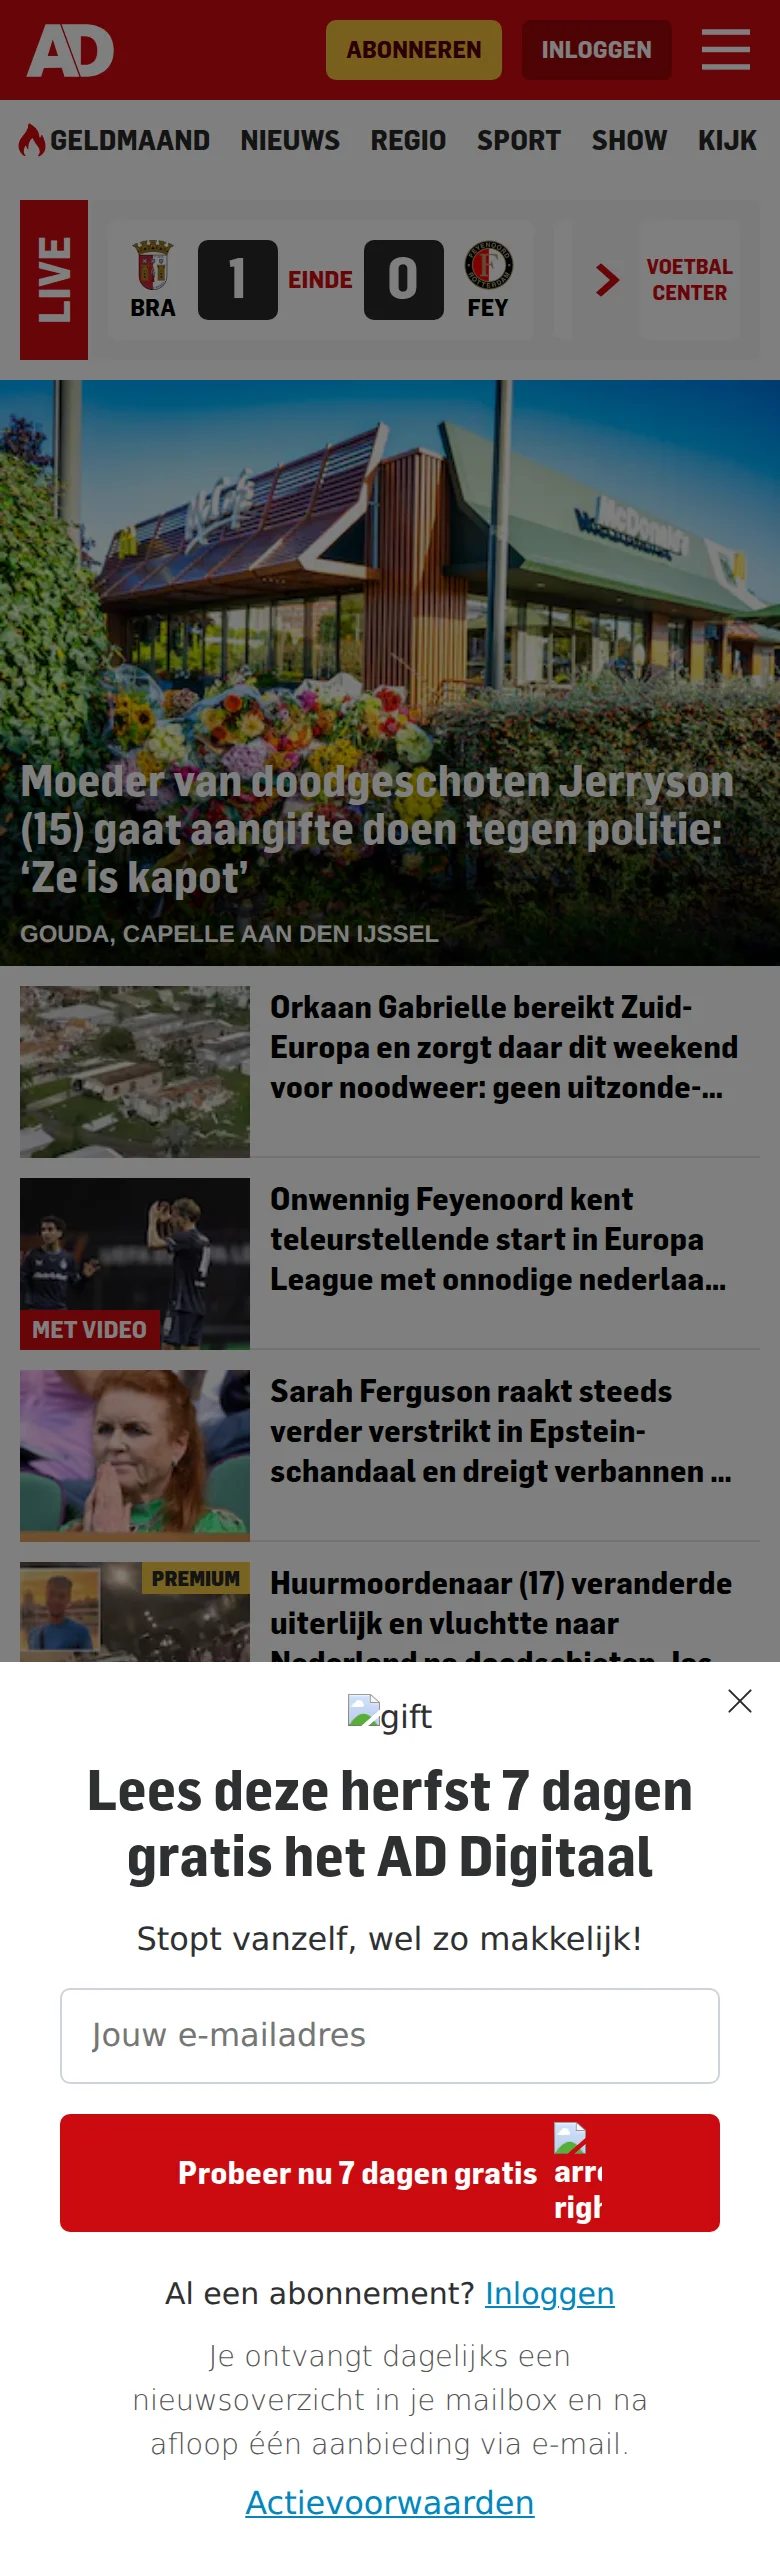 AD
ABONNEREN
INLOGGEN
GELDMAAND NIEUWS REGIO SPORT SHOW KIJK
LIVE
1 EINDE 0
BRA FEY
VOETBAL
CENTER
McDonald's
Moeder van doodgeschoten Jerryson
(15) gaat aangifte doen tegen politie:
‘Ze is kapot’
GOUDA, CAPELLE AAN DEN IJSSEL
Orkaan Gabrielle bereikt Zuid-
Europa en zorgt daar dit weekend
voor noodweer: geen uitzonde-...
Onwennig Feyenoord kent
teleurstellende start in Europa
League met onnodige nederlaa...
MET VIDEO
Sarah Ferguson raakt steeds
verder verstrikt in Epstein-
schandaal en dreigt verbannen ...
PREMIUM
Huurmoordenaar (17) veranderde
uiterlijk en vluchtte naar
gift
Lees deze herfst 7 dagen
gratis het AD Digitaal
Stopt vanzelf, wel zo makkelijk!
Jouw e-mailadres
Probeer nu 7 dagen gratis
Al een abonnement? Inloggen
Je ontvangt dagelijks een
nieuwsoverzicht in je mailbox en na
afloop één aanbieding via e-mail.
Actievoorwaarden